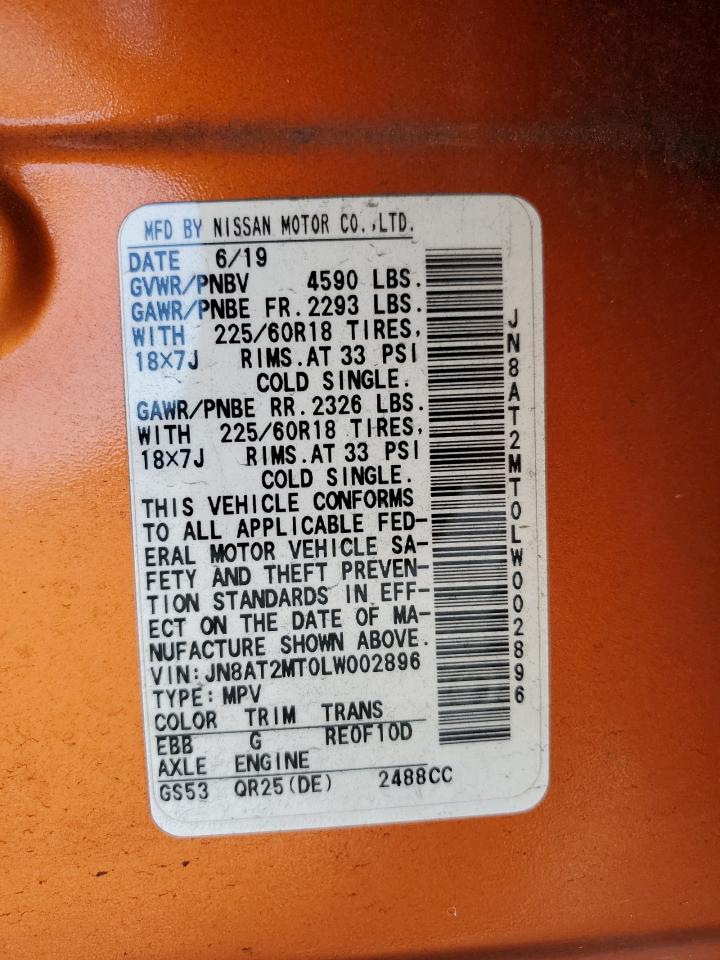 MFD BY NISSAN MOTOR CO.,LTD.
DATE 6/19
GVWR/PNBV 4590 LBS.
GAWR/PNBE FR. 2293 LBS.
WITH 225/60R18 TIRES,
18X7J RIMS. AT 33 PSI
COLD SINGLE.
GAWR/PNBE RR. 2326 LBS.
WITH 225/60R18 TIRES,
18X7J RIMS. AT 33 PSI
COLD SINGLE.
THIS VEHICLE CONFORMS
TO ALL APPLICABLE FED-
ERAL MOTOR VEHICLE SA-
FETY AND THEFT PREVEN-
TION STANDARDS IN EFF-
ECT ON THE DATE OF MA-
NUFACTURE SHOWN ABOVE.
VIN: JN8AT2MT0LW002896
TYPE: MPV
COLOR TRIM TRANS
EBB G RE0F10D
AXLE ENGINE
GS53 QR25(DE) 2488CC
JN8AT2MT0LW002896